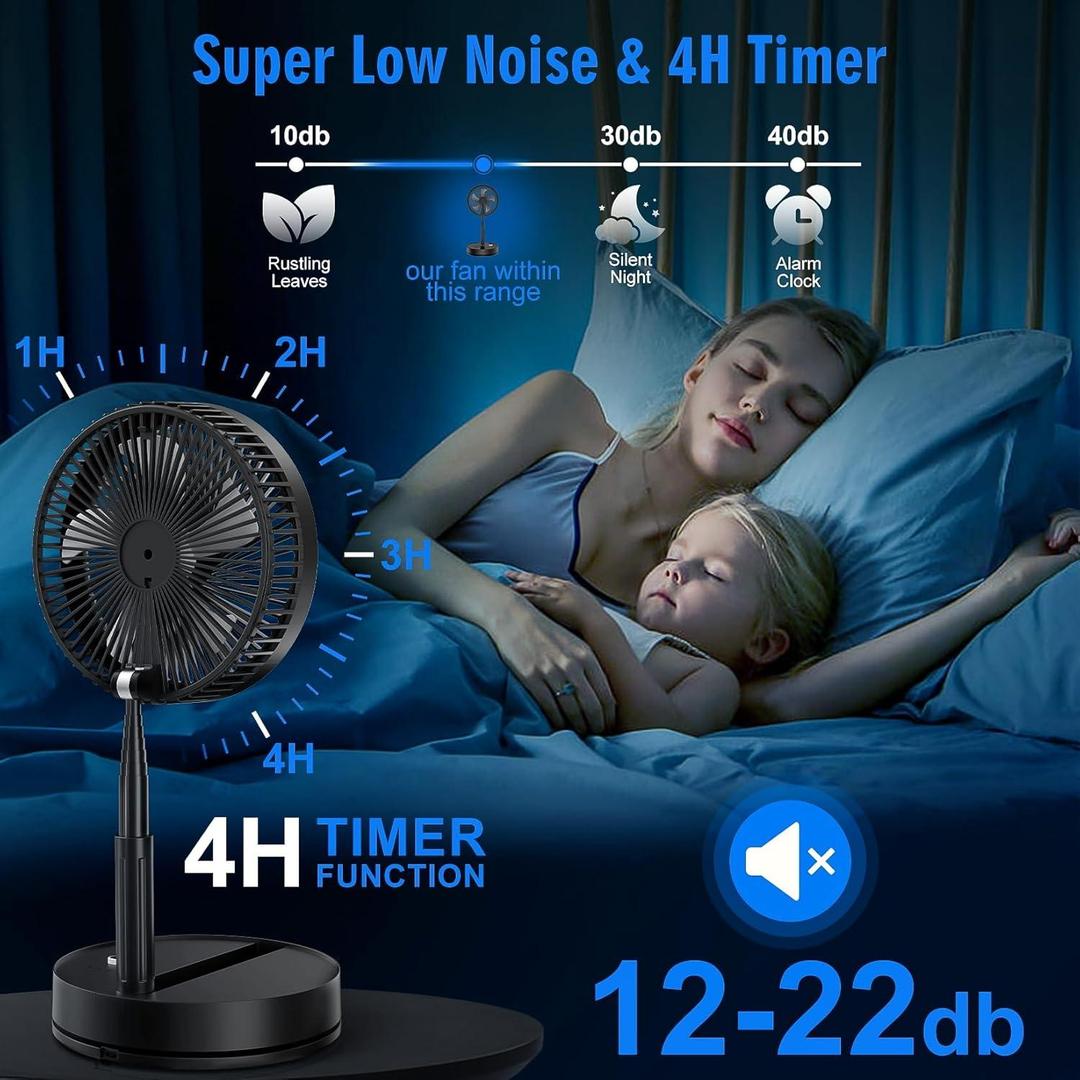 Super Low Noise & 4H Timer
10db
30db
40db
Rustling
Leaves
our fan within
this range
Silent
Night
Alarm
Clock
1H
2H
3H
4H
4H TIMER
FUNCTION
12-22db